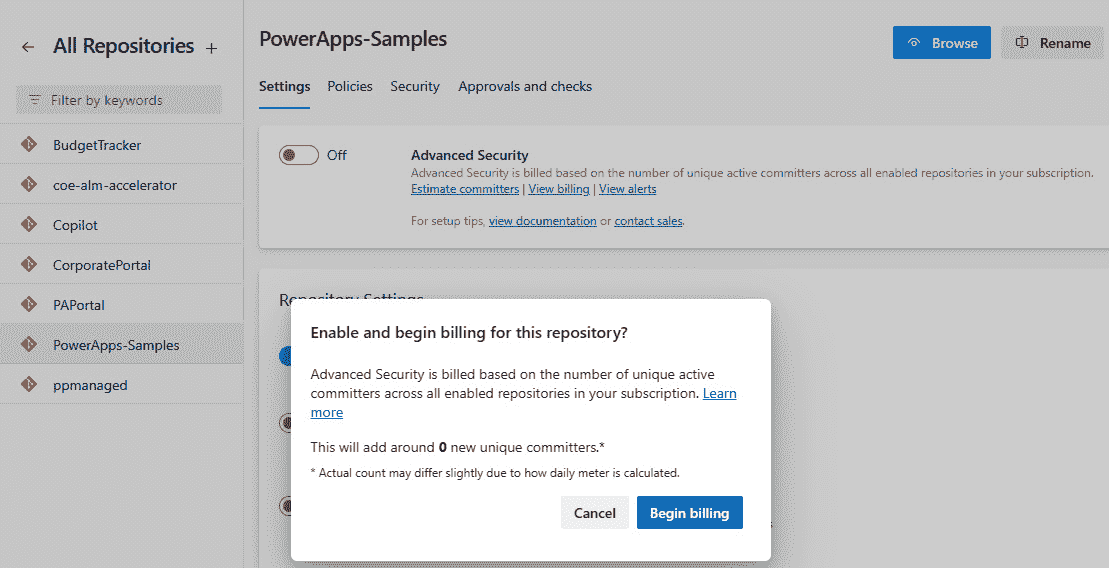 All Repositories +
Filter by keywords
BudgetTracker
coe-alm-accelerator
Copilot
CorporatePortal
PAPortal
PowerApps-Samples
ppmanaged
PowerApps-Samples
Browse
Rename
Settings Policies Security Approvals and checks
Off
Advanced Security
Advanced Security is billed based on the number of unique active committers across all enabled repositories in your subscription.
Estimate committers | View billing | View alerts
For setup tips, view documentation or contact sales.
Repository Settings
Enable and begin billing for this repository?
Advanced Security is billed based on the number of unique active
committers across all enabled repositories in your subscription. Learn
more
This will add around 0 new unique committers.*
* Actual count may differ slightly due to how daily meter is calculated.
Cancel
Begin billing